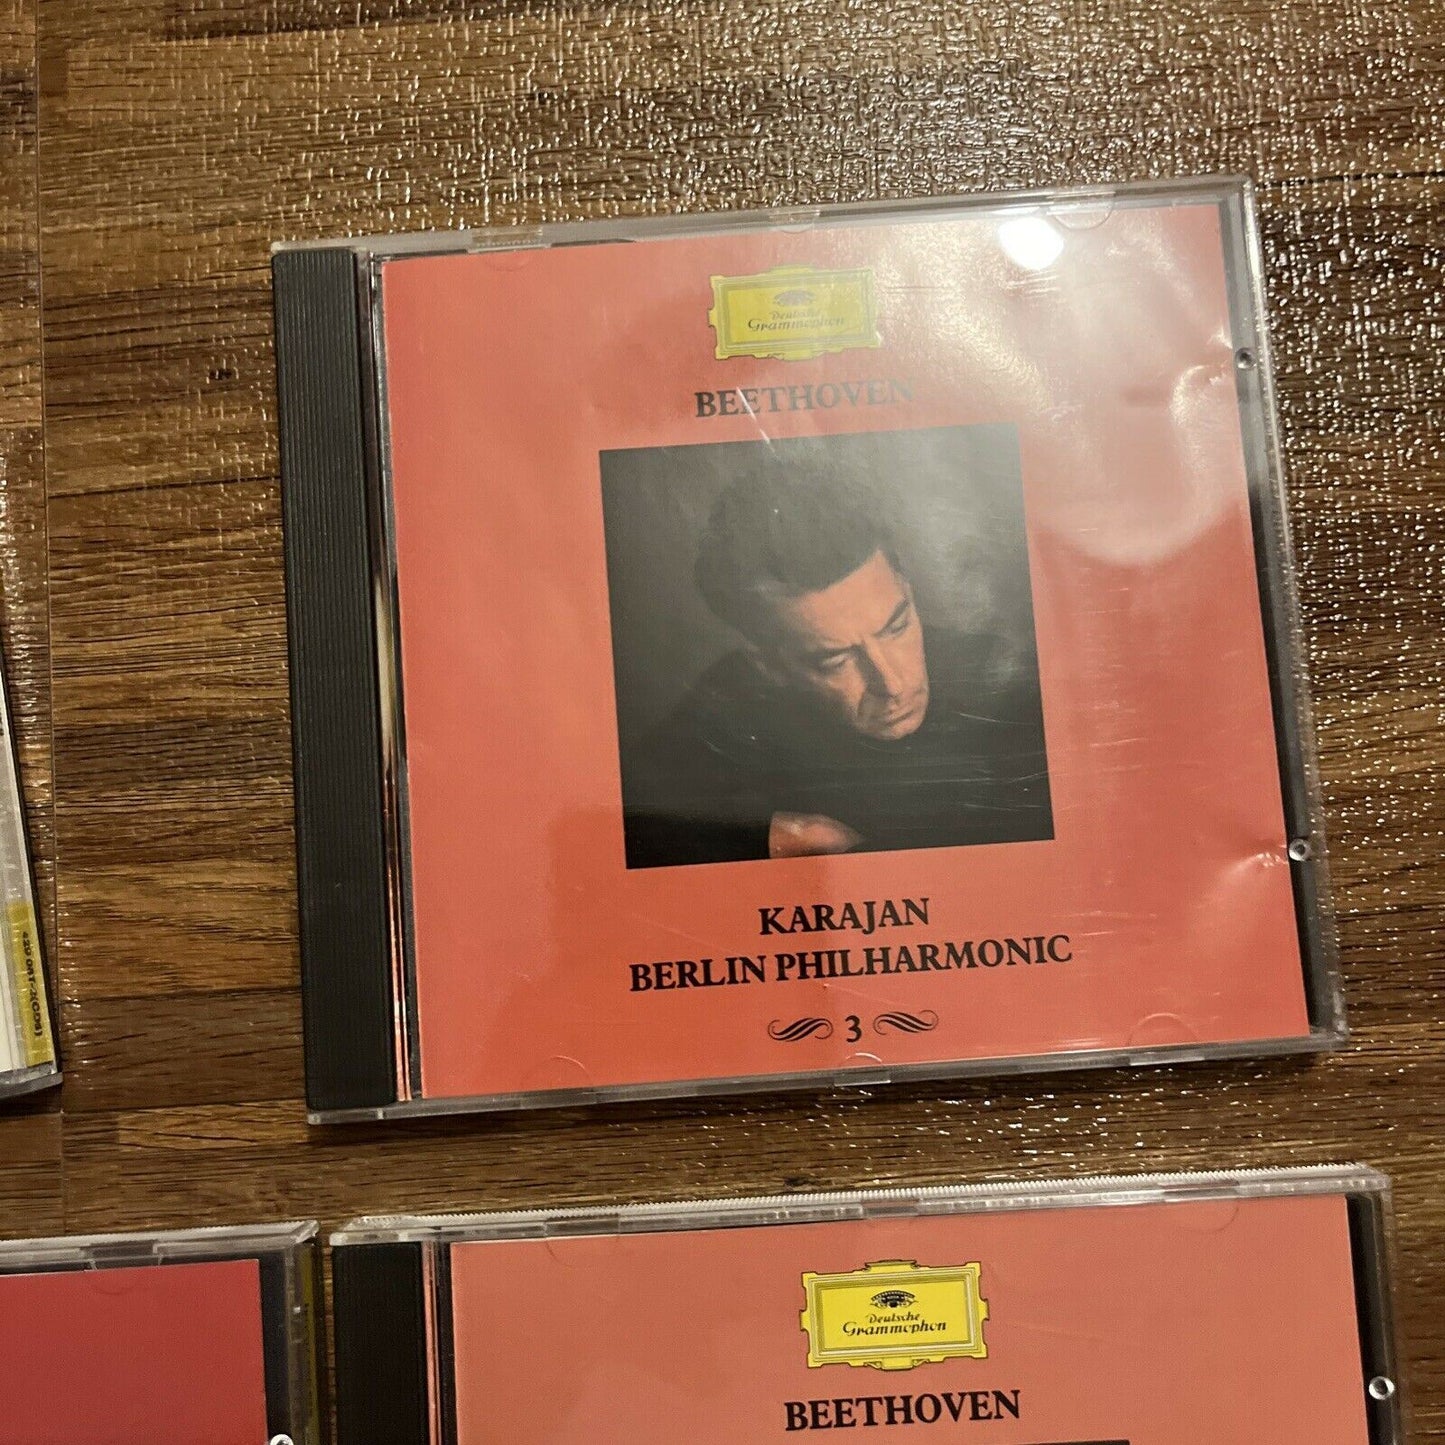 Deutsche
Grammophon
BEETHOVEN
KARAJAN
BERLIN PHILHARMONIC
3
Deutsche
Grammophon
BEETHOVEN